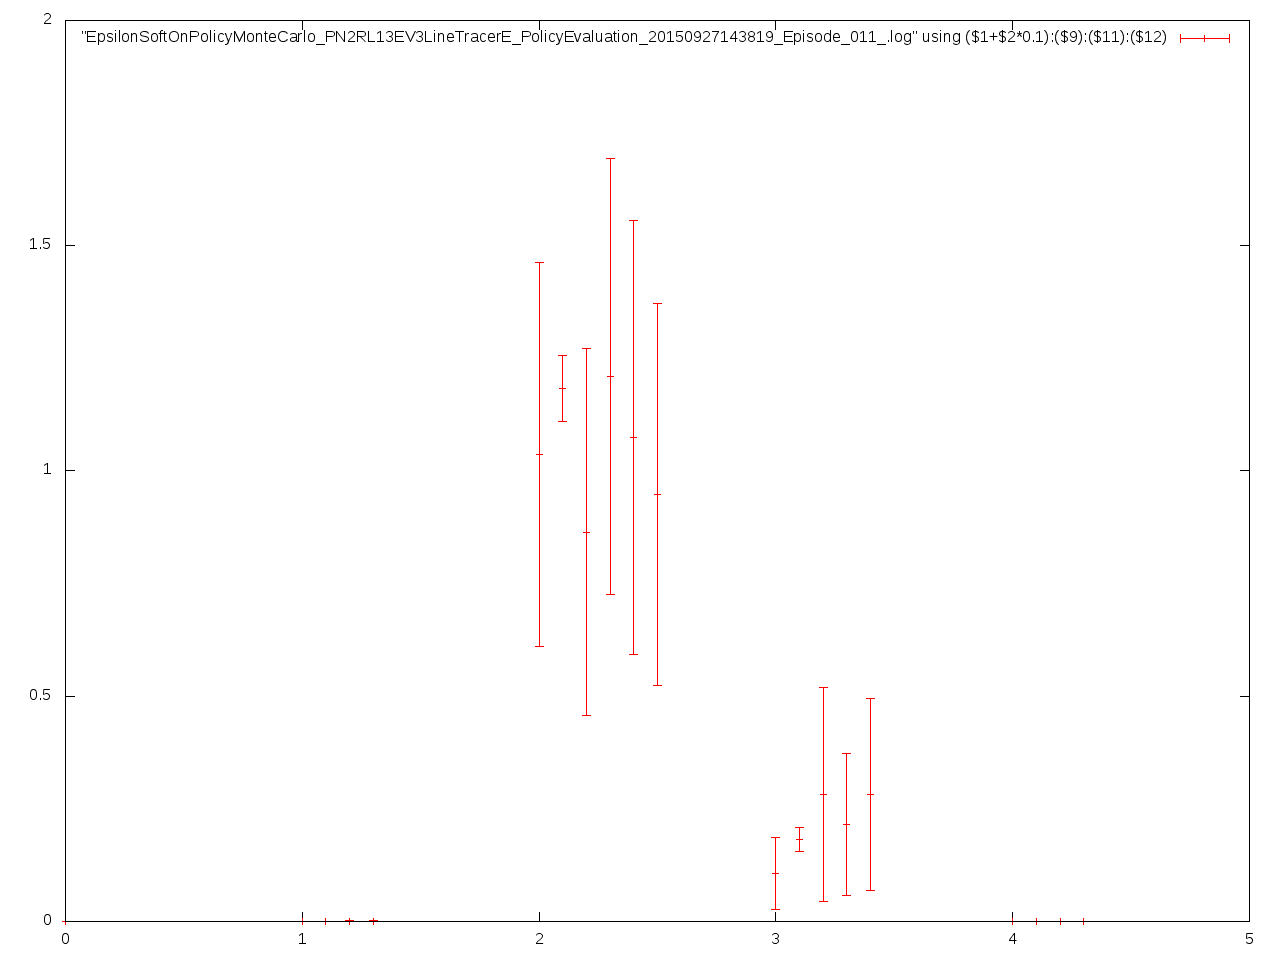 2
"EpsilonSoftOnPolicyMonteCarlo_PN2RL13EV3LineTracerE_PolicyEvaluation_20150927143819_Episode_011_.log" using ($1+$2*0.1):($9):($11):($12)
1.5
1
0.5
0
0 1 2 3 4 5